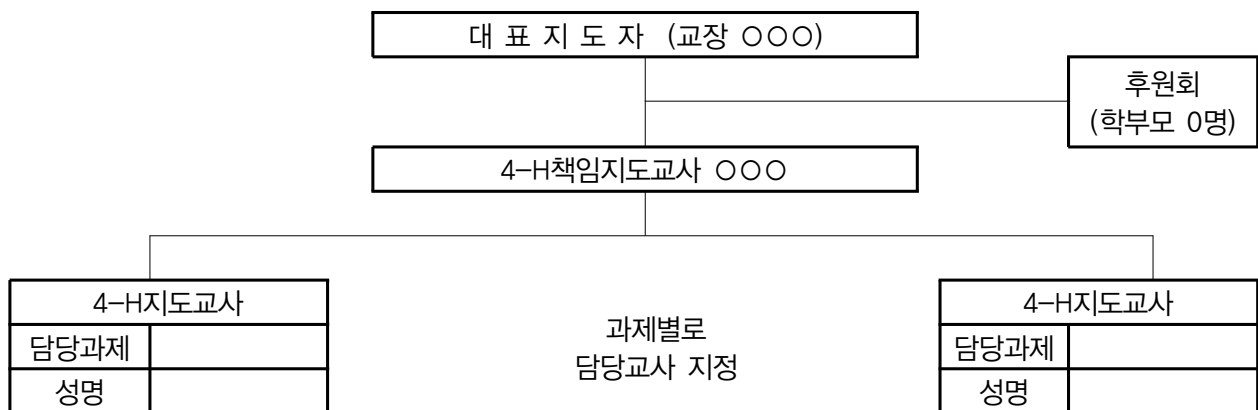 대 표 지 도 자 (교장 ○○○)
후원회
(학부모 0명)
4-H책임지도교사 ○○○
4-H지도교사
담당과제
성명
과제별로
담당교사 지정
4-H지도교사
담당과제
성명